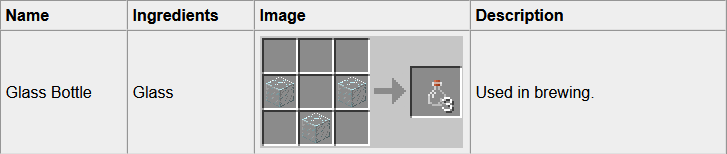 Name Ingredients Image Description
Glass Bottle Glass 3 Used in brewing.